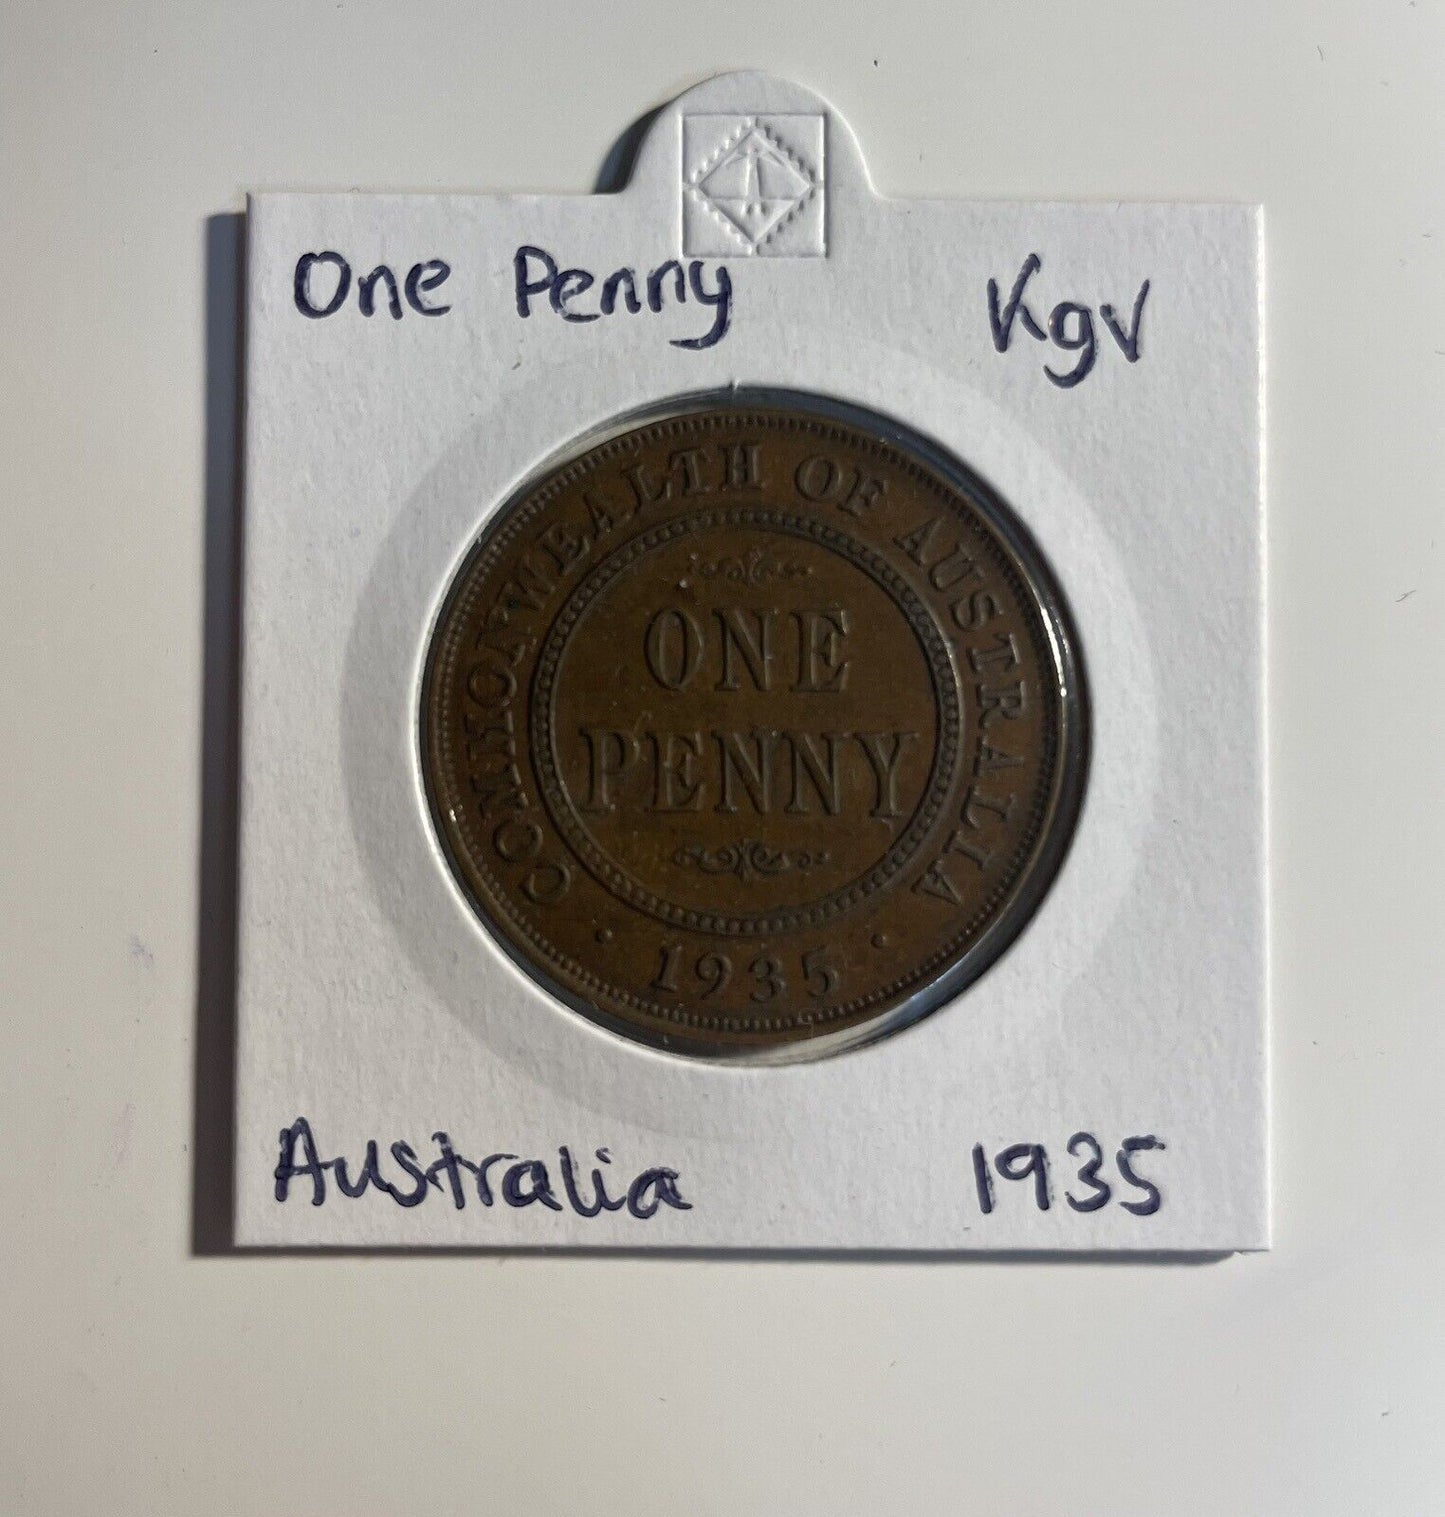 One Penny KgV
COMMONWEALTH OF AUSTRALIA
ONE
PENNY
· 1935 ·
Australia 1935